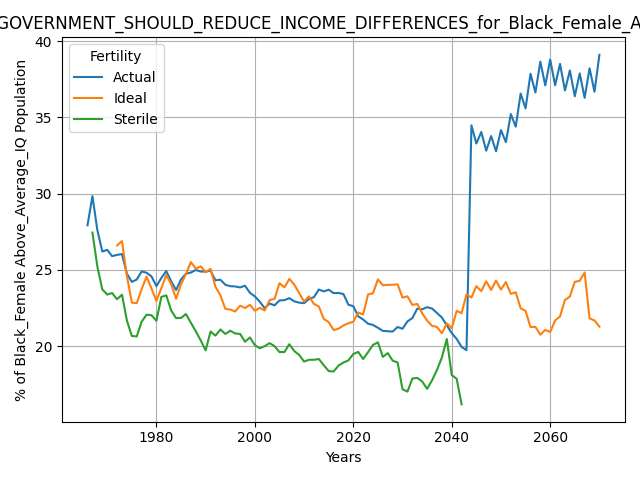 GOVERNMENT_SHOULD_REDUCE_INCOME_DIFFERENCES_for_Black_Female_A
% of Black_Female Above_Average_IQ Population
40
35
30
25
20
Fertility
Actual
Ideal
Sterile
1980
2000
2020
2040
2060
Years